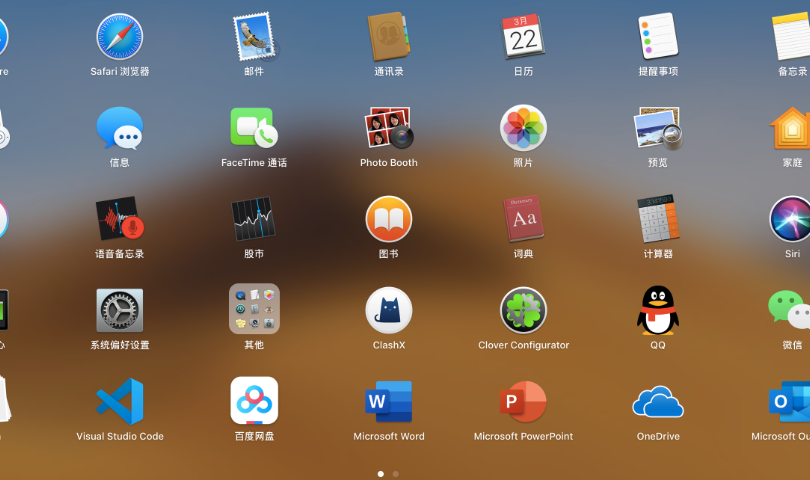 re
Safari 浏览器
邮件
通讯录
3月
22
日历
提醒事项
备忘录
信息
FaceTime 通话
Photo Booth
照片
预览
家庭
语音备忘录
股市
图书
Dictionary
Aa
词典
计算器
Siri
心
系统偏好设置
其他
ClashX
Clover Configurator
QQ
微信
Visual Studio Code
百度网盘
W
Microsoft Word
P
Microsoft PowerPoint
OneDrive
O
Microsoft Ou